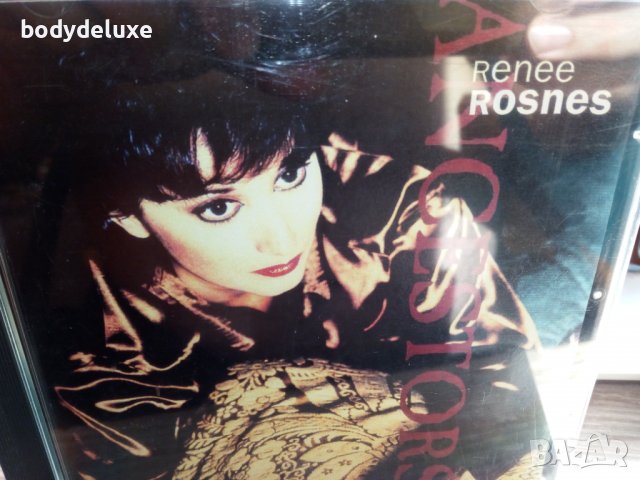 bodydeluxe
Renee
Rosnes
ANCESTORS
BAZAR